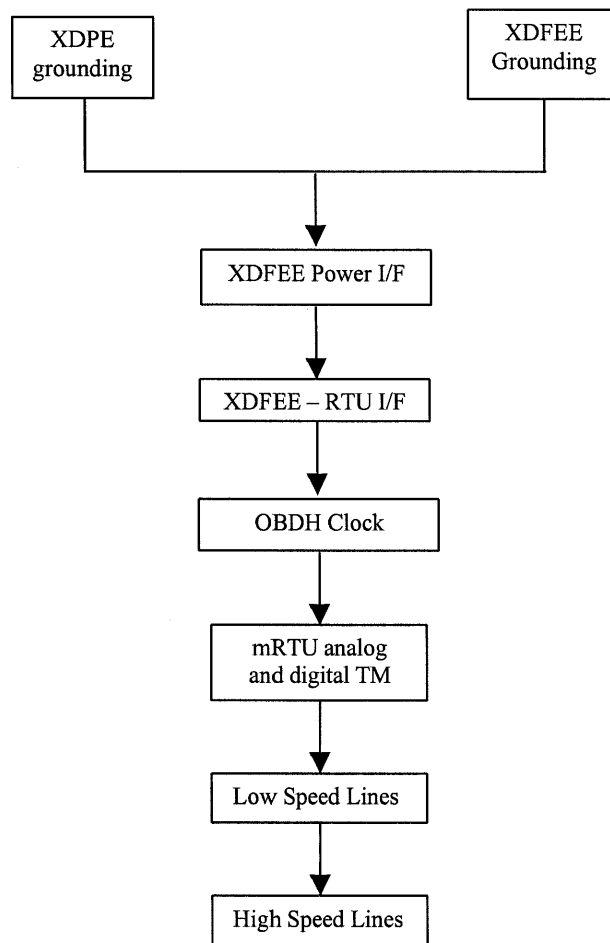 XDPE
grounding
XDFEE
Grounding
XDFEE Power I/F
XDFEE – RTU I/F
OBDH Clock
mRTU analog
and digital TM
Low Speed Lines
High Speed Lines